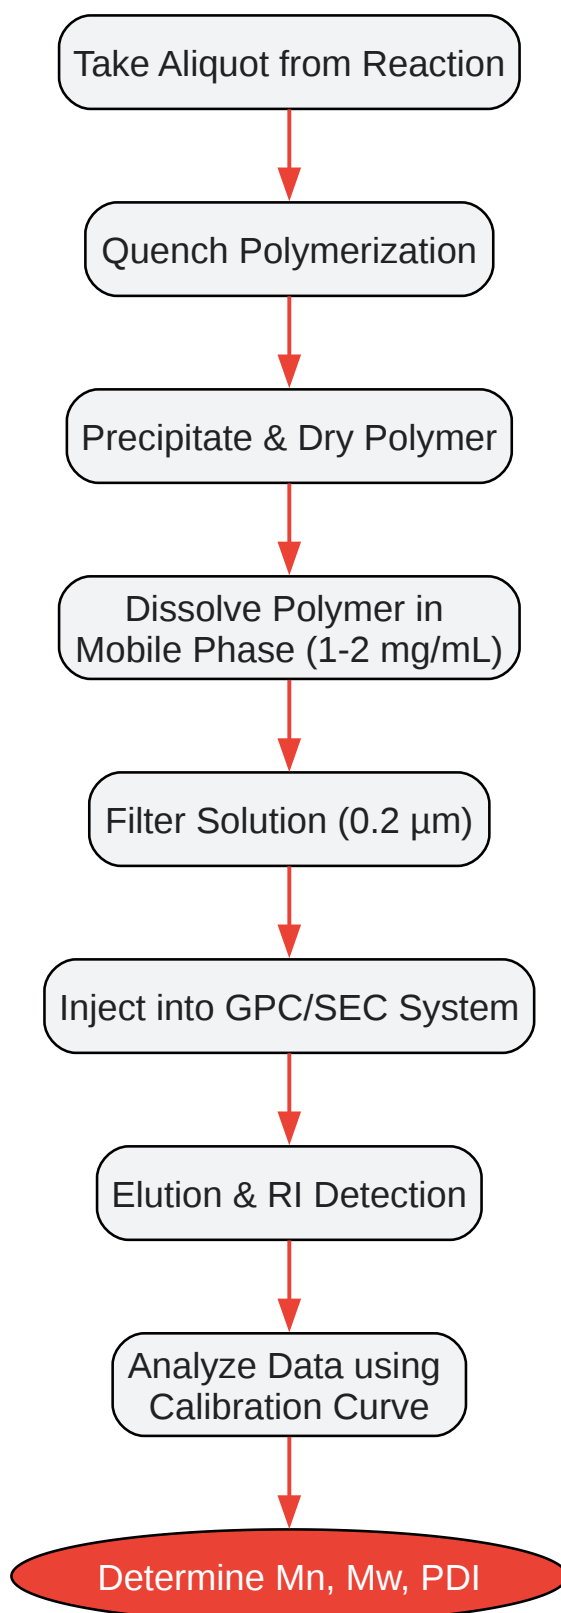 Take Aliquot from Reaction
Quench Polymerization
Precipitate & Dry Polymer
Dissolve Polymer in
Mobile Phase (1-2 mg/mL)
Filter Solution (0.2 µm)
Inject into GPC/SEC System
Elution & RI Detection
Analyze Data using
Calibration Curve
Determine Mn, Mw, PDI